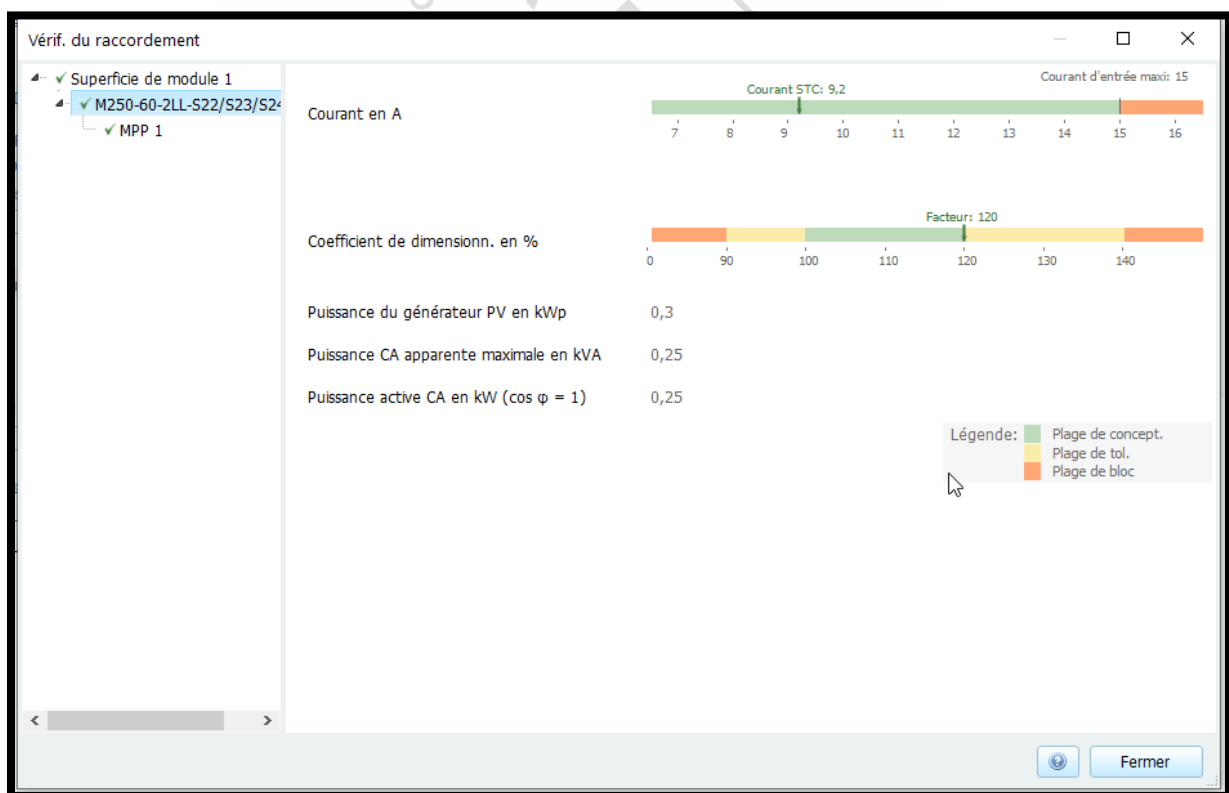 Vérif. du raccordement
Superficie de module 1
M250-60-2LL-S22/S23/S24
MPP 1
Courant d'entrée maxi: 15
Courant STC: 9,2
Courant en A
7 8 9 10 11 12 13 14 15 16
Facteur: 120
Coefficient de dimensionn. en %
0 90 100 110 120 130 140
Puissance du générateur PV en kWp 0,3
Puissance CA apparente maximale en kVA 0,25
Puissance active CA en kW (cos φ = 1) 0,25
Légende: Plage de concept.
Plage de tol.
Plage de bloc
Fermer